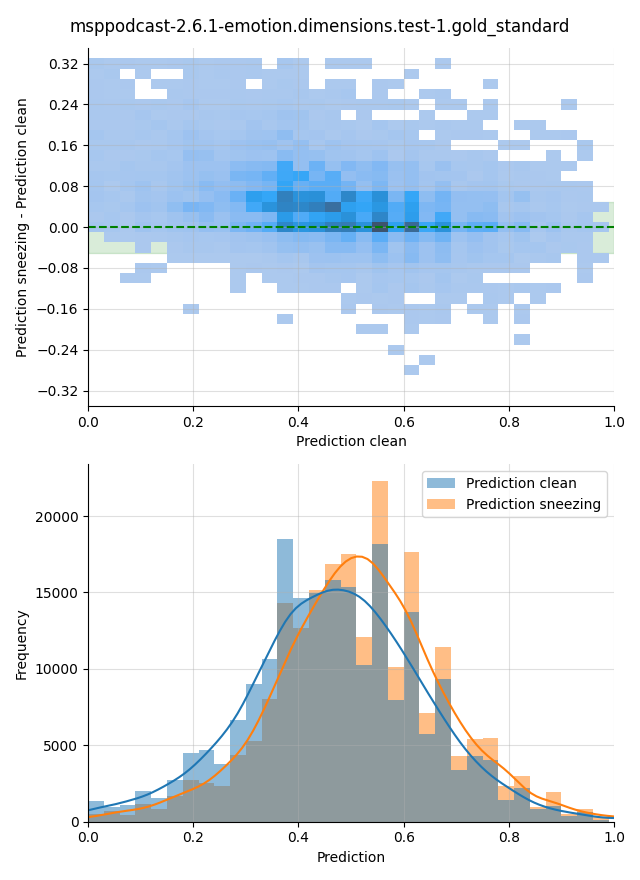 msppodcast-2.6.1-emotion.dimensions.test-1.gold_standard
0.32
0.24
0.16
0.08
0.00
−0.08
−0.16
−0.24
−0.32
Prediction sneezing - Prediction clean
0.0 0.2 0.4 0.6 0.8 1.0
Prediction clean
Prediction clean
Prediction sneezing
20000
15000
10000
5000
0
Frequency
0.0 0.2 0.4 0.6 0.8 1.0
Prediction